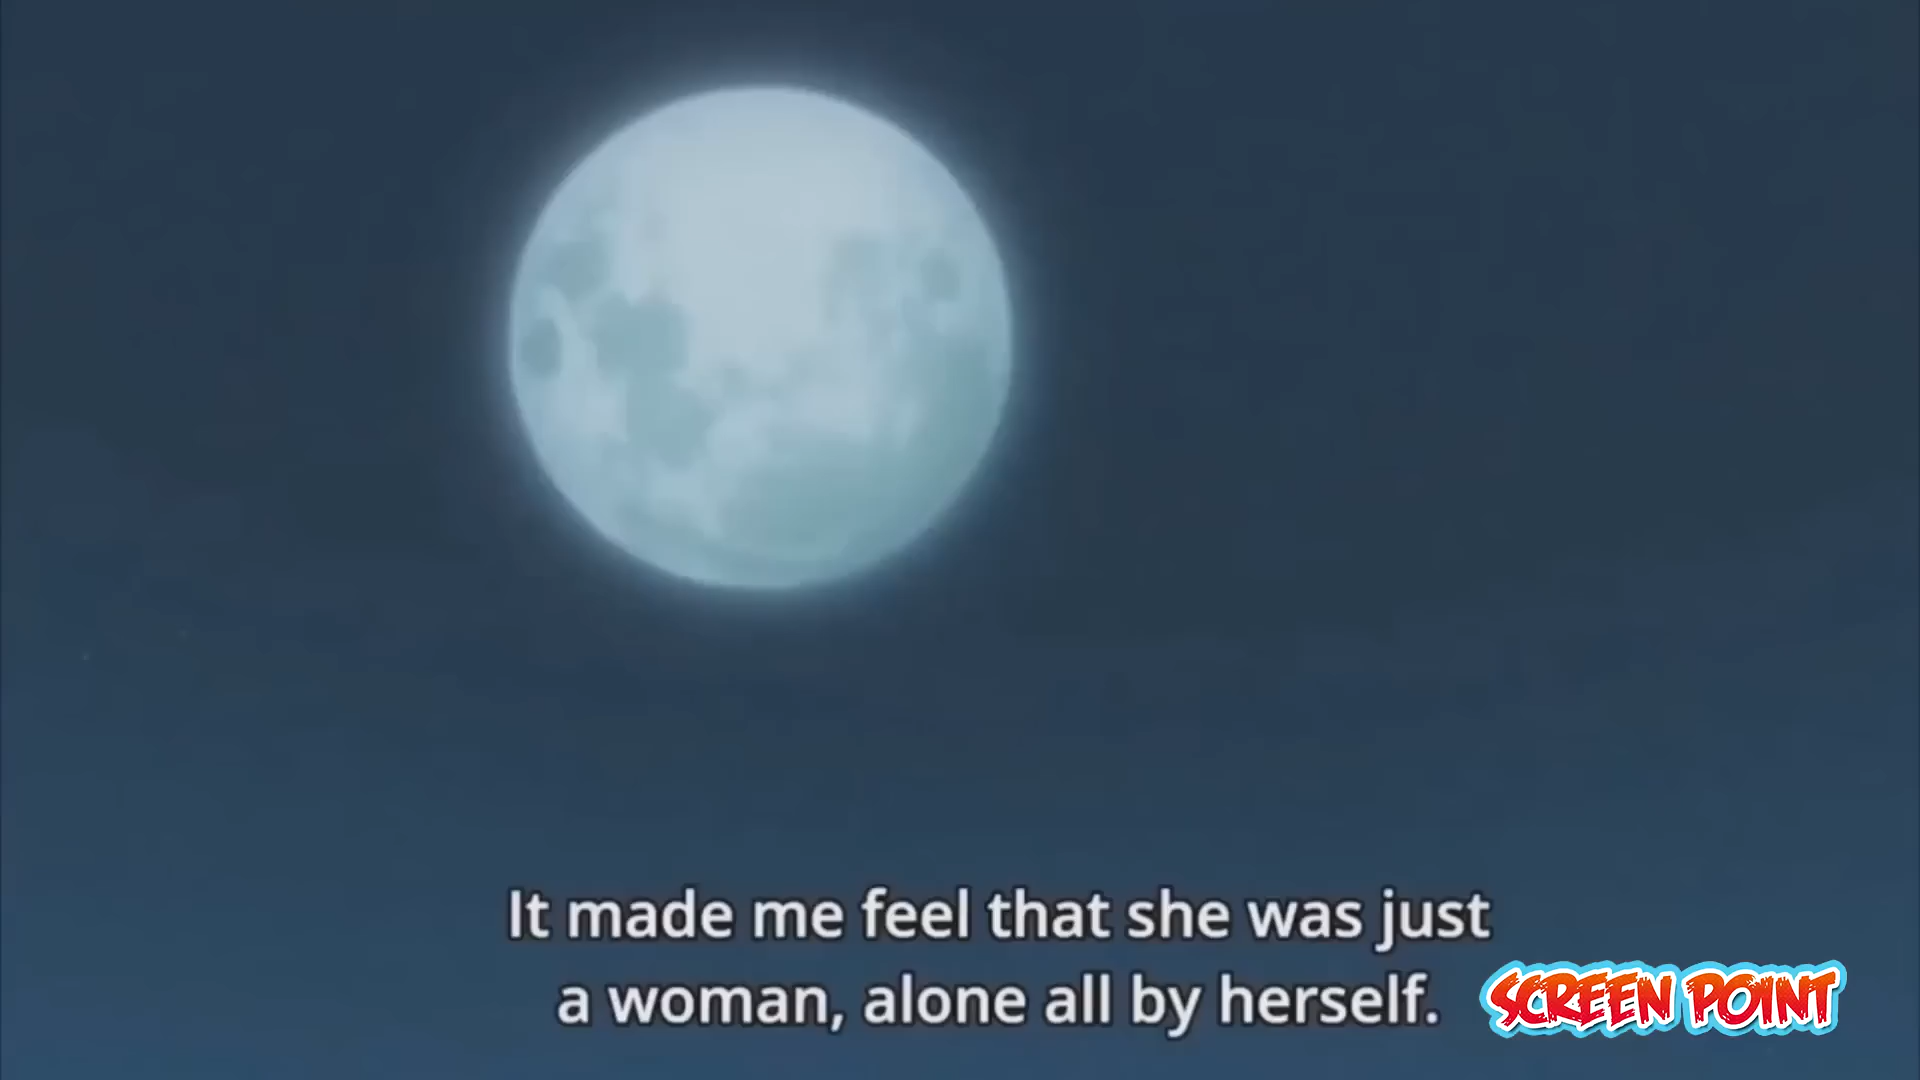 It made me feel that she was just
a woman, alone all by herself.
SCREEN POINT